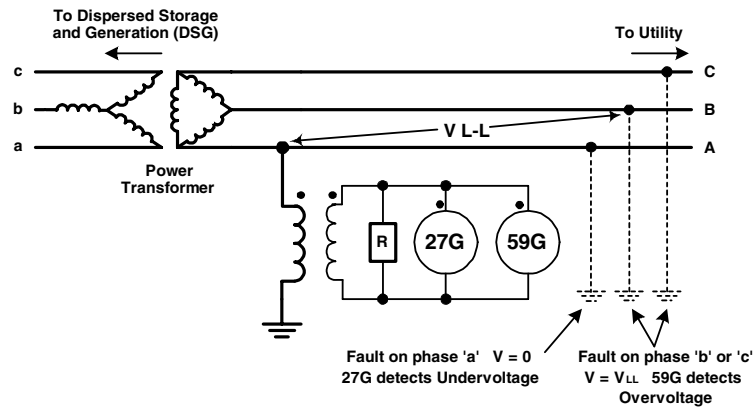 To Dispersed Storage
and Generation (DSG)
To Utility
c
C
b
B
V L-L
a
A
Power
Transformer
R
27G
59G
Fault on phase 'a' V = 0
27G detects Undervoltage
Fault on phase 'b' or 'c'
V = VLL 59G detects
Overvoltage